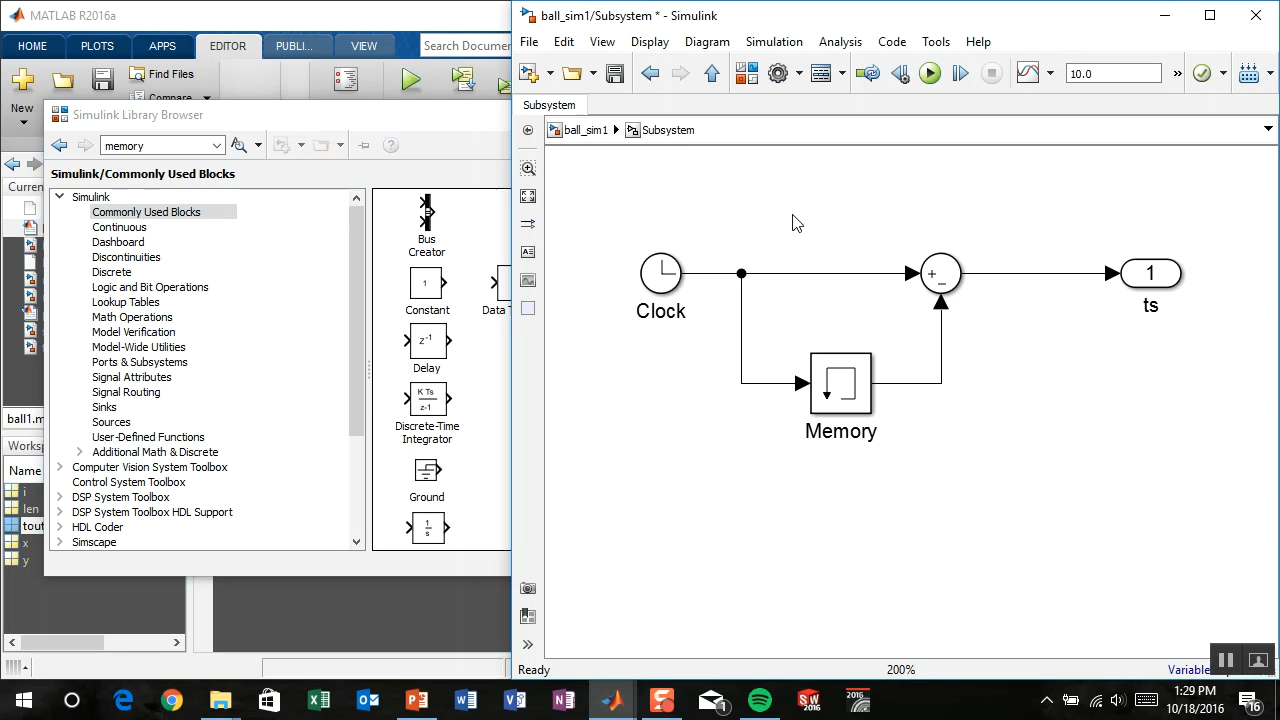 MATLAB R2016a
HOME PLOTS APPS EDITOR PUBLI... VIEW Search Documen
New
Find Files
Compare
Curren
ball1.m
Worksp
Name
i
len
tout
x
y
Simulink Library Browser
memory
Simulink/Commonly Used Blocks
Simulink
Commonly Used Blocks
Continuous
Dashboard
Discontinuities
Discrete
Logic and Bit Operations
Lookup Tables
Math Operations
Model Verification
Model-Wide Utilities
Ports & Subsystems
Signal Attributes
Signal Routing
Sinks
Sources
User-Defined Functions
Additional Math & Discrete
Computer Vision System Toolbox
Control System Toolbox
DSP System Toolbox
DSP System Toolbox HDL Support
HDL Coder
Simscape
Bus
Creator
1
Constant
Data T
Z-1
Delay
K Ts
z-1
Discrete-Time
Integrator
Ground
1
s
ball_sim1/Subsystem * - Simulink
File Edit View Display Diagram Simulation Analysis Code Tools Help
10.0
Subsystem
ball_sim1 Subsystem
Clock
+
−
1
ts
Memory
Ready 200% Variable
1:29 PM
10/18/2016
16
1
2016
2016